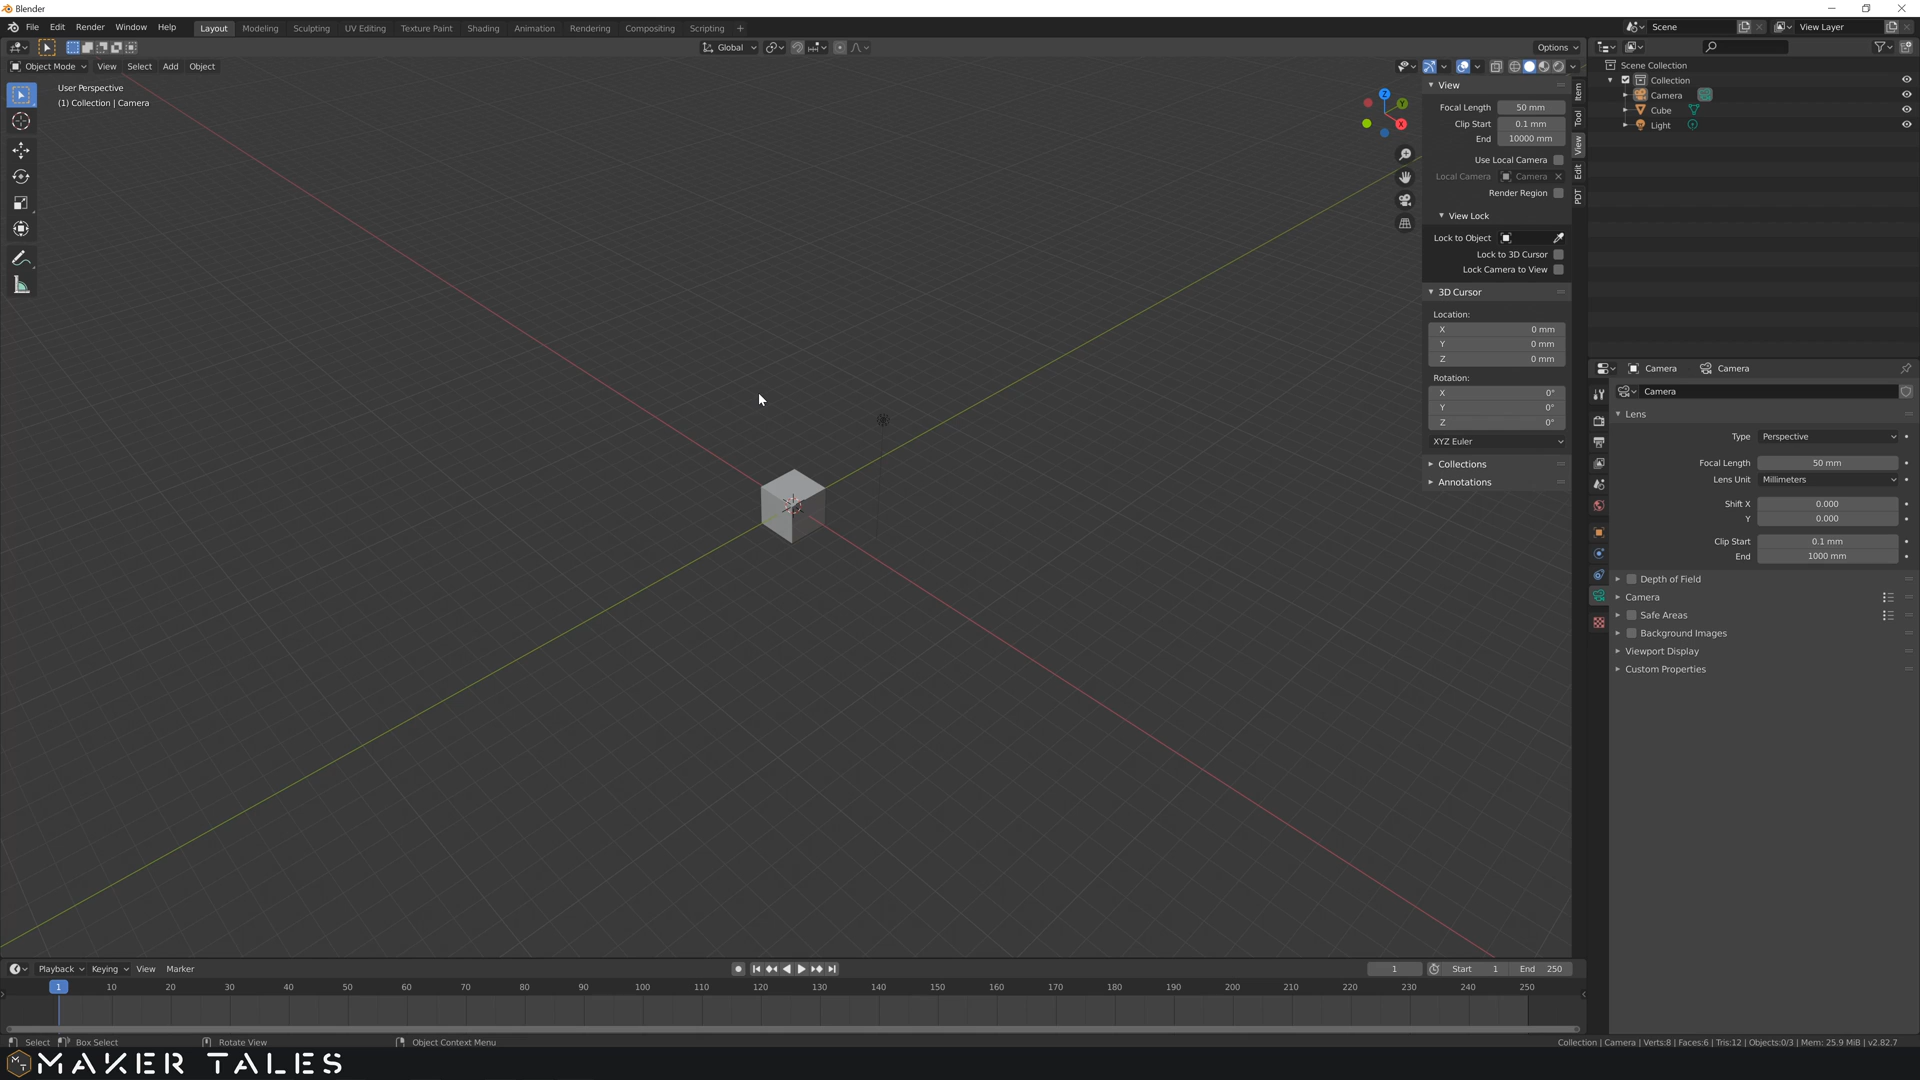 Blender
File Edit Render Window Help Layout Modeling Sculpting UV Editing Texture Paint Shading Animation Rendering Compositing Scripting + Scene View Layer
Global Options
Object Mode View Select Add Object
User Perspective
(1) Collection | Camera
Z
Y
X
View
Focal Length 50 mm
Clip Start 0.1 mm
End 10000 mm
Use Local Camera
Local Camera Camera
Render Region
View Lock
Lock to Object
Lock to 3D Cursor
Lock Camera to View
3D Cursor
Location:
X 0 mm
Y 0 mm
Z 0 mm
Rotation:
X 0°
Y 0°
Z 0°
XYZ Euler
Collections
Annotations
Item
Tool
View
Edit
PDT
Scene Collection
Collection
Camera
Cube
Light
Camera Camera
Camera
Lens
Type Perspective
Focal Length 50 mm
Lens Unit Millimeters
Shift X 0.000
Y 0.000
Clip Start 0.1 mm
End 1000 mm
Depth of Field
Camera
Safe Areas
Background Images
Viewport Display
Custom Properties
Playback Keying View Marker 1 Start 1 End 250
1 10 20 30 40 50 60 70 80 90 100 110 120 130 140 150 160 170 180 190 200 210 220 230 240 250
Select Box Select Rotate View Object Context Menu Collection | Camera | Verts:8 | Faces:6 | Tris:12 | Objects:0/3 | Mem: 25.9 MiB | v2.82.7
MAKER TALES